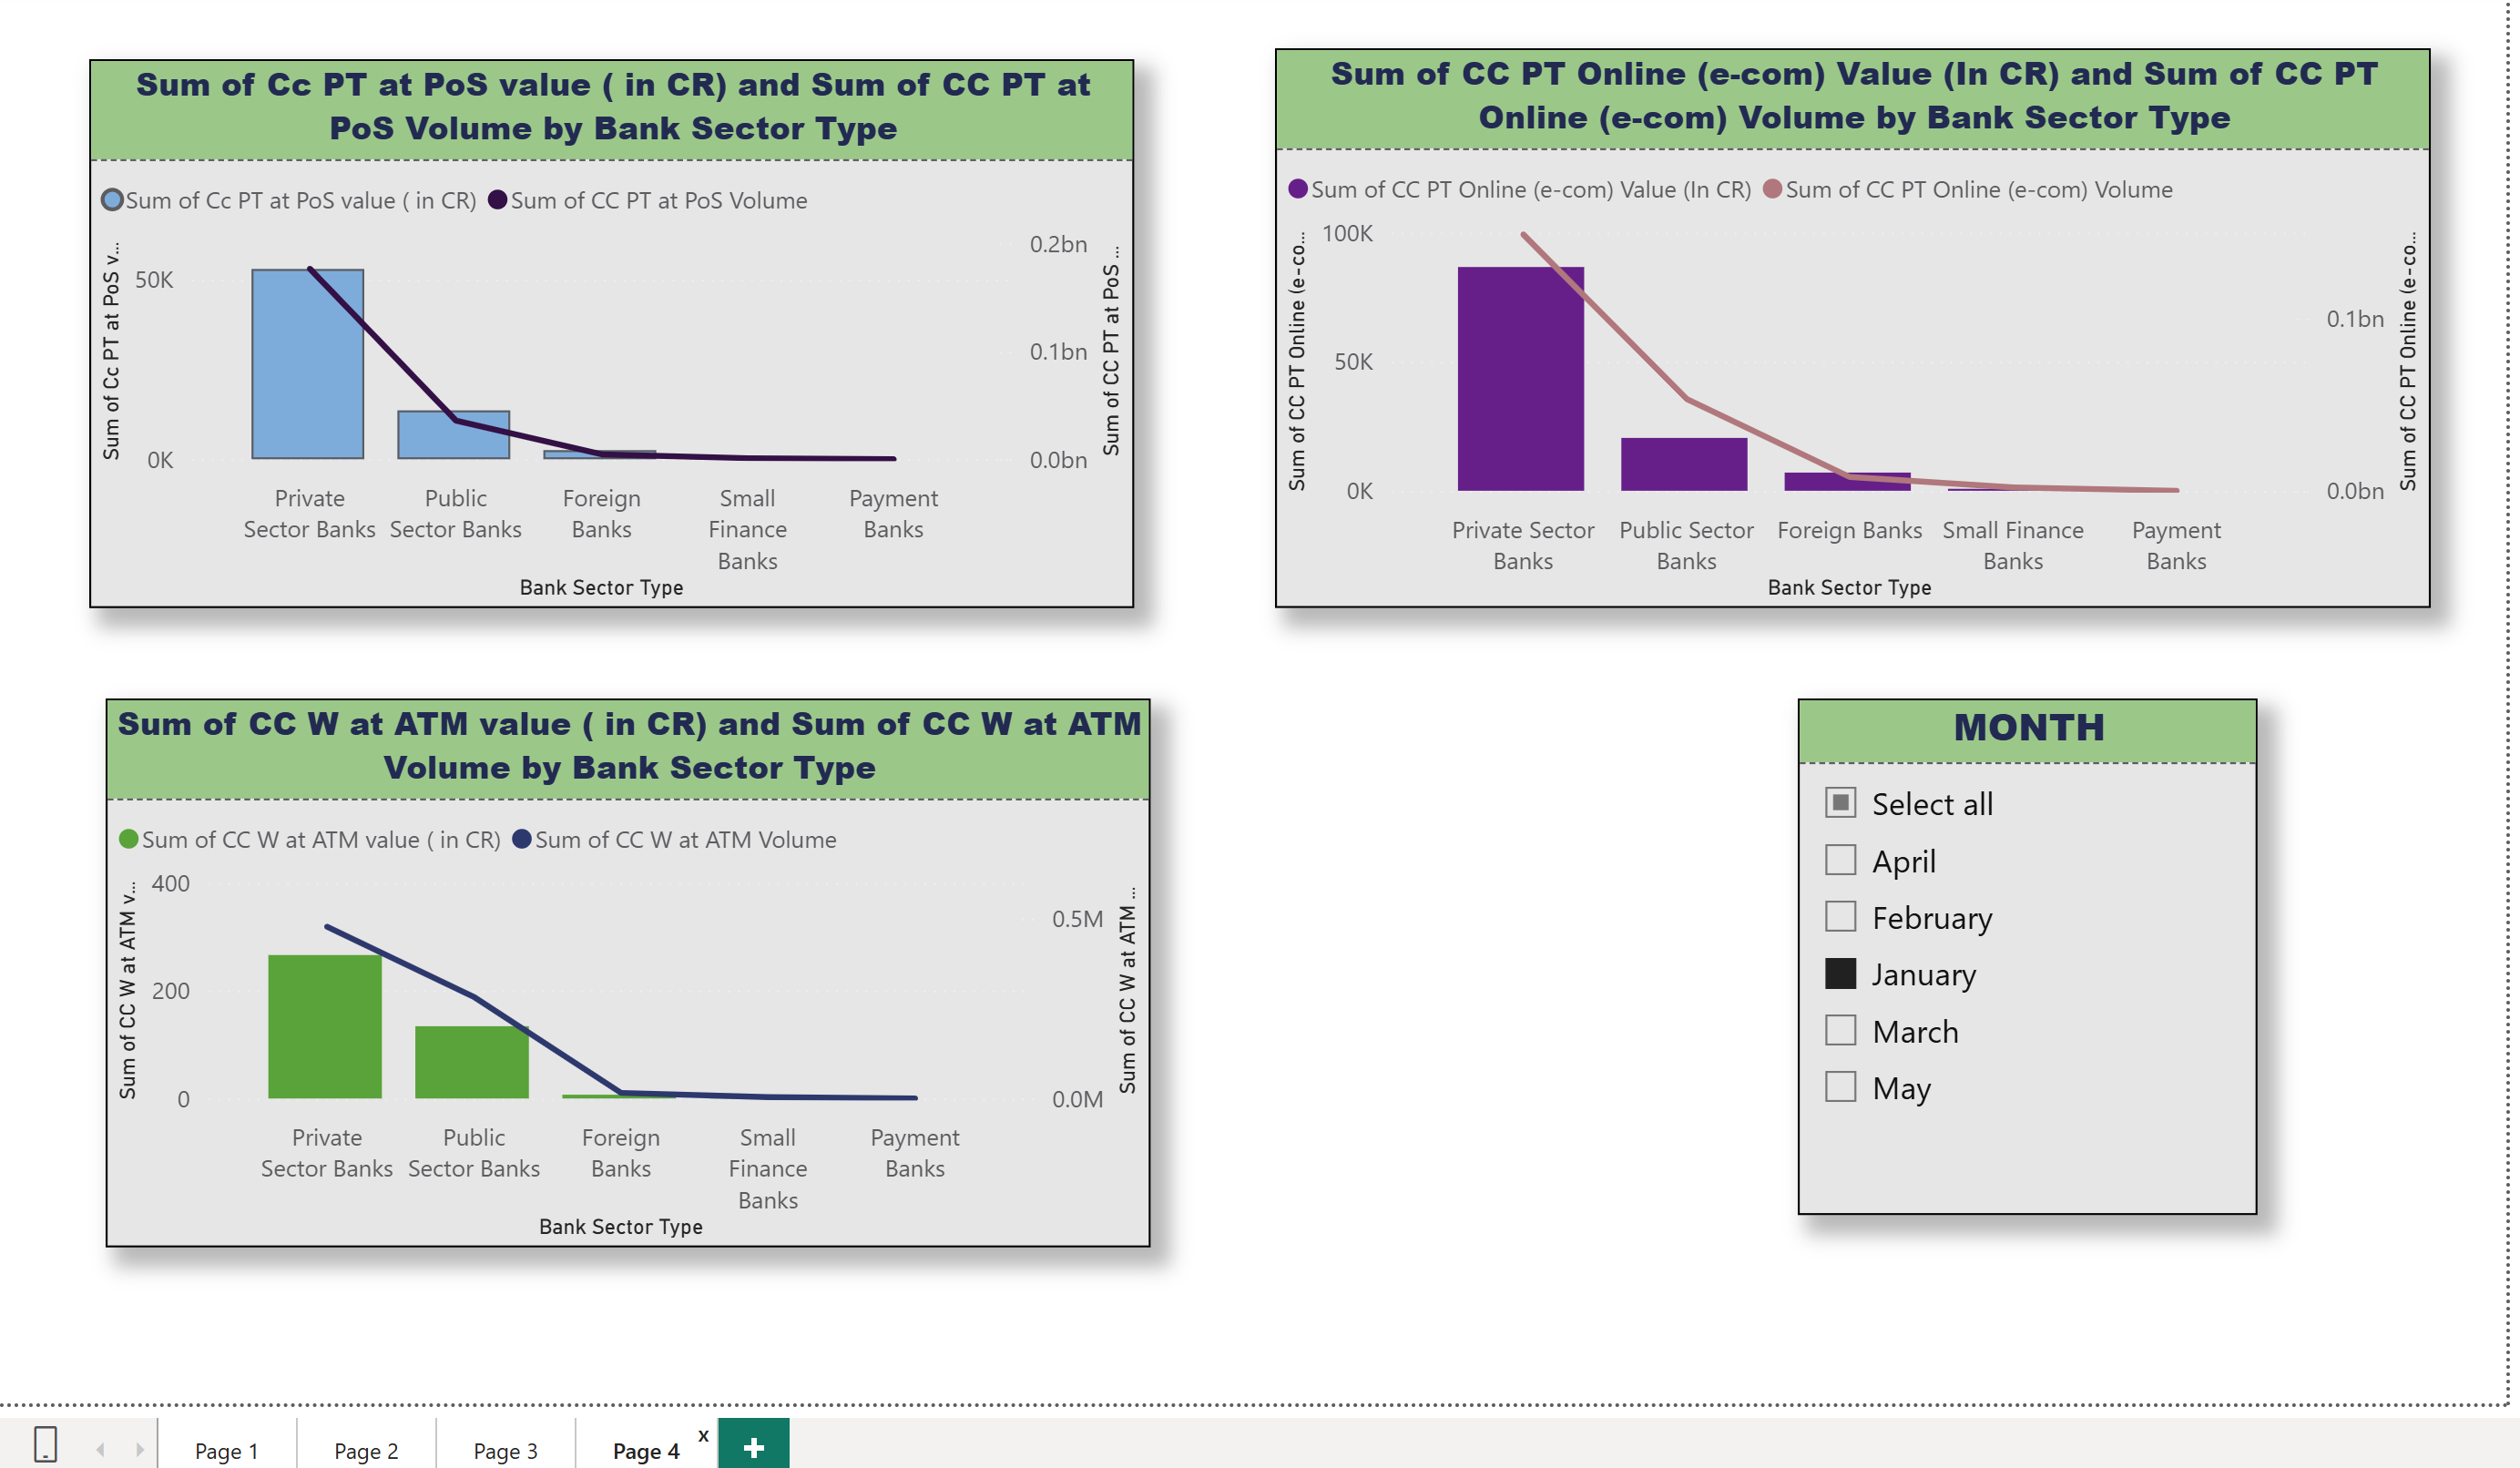 Sum of Cc PT at PoS value ( in CR) and Sum of CC PT at
PoS Volume by Bank Sector Type
Sum of Cc PT at PoS value ( in CR) Sum of CC PT at PoS Volume
Sum of Cc PT at PoS v...
50K
0K
0.2bn
0.1bn
0.0bn
Sum of CC PT at PoS ...
Private
Sector Banks
Public
Sector Banks
Foreign
Banks
Small
Finance
Banks
Payment
Banks
Bank Sector Type
Sum of CC PT Online (e-com) Value (In CR) and Sum of CC PT
Online (e-com) Volume by Bank Sector Type
Sum of CC PT Online (e-com) Value (In CR) Sum of CC PT Online (e-com) Volume
Sum of CC PT Online (e-co...
100K
50K
0K
0.1bn
0.0bn
Sum of CC PT Online (e-co...
Private Sector
Banks
Public Sector
Banks
Foreign Banks
Small Finance
Banks
Payment
Banks
Bank Sector Type
Sum of CC W at ATM value ( in CR) and Sum of CC W at ATM
Volume by Bank Sector Type
Sum of CC W at ATM value ( in CR) Sum of CC W at ATM Volume
Sum of CC W at ATM v...
400
200
0
0.5M
0.0M
Sum of CC W at ATM ...
Private
Sector Banks
Public
Sector Banks
Foreign
Banks
Small
Finance
Banks
Payment
Banks
Bank Sector Type
MONTH
Select all
April
February
January
March
May
Page 1
Page 2
Page 3
Page 4
x
+